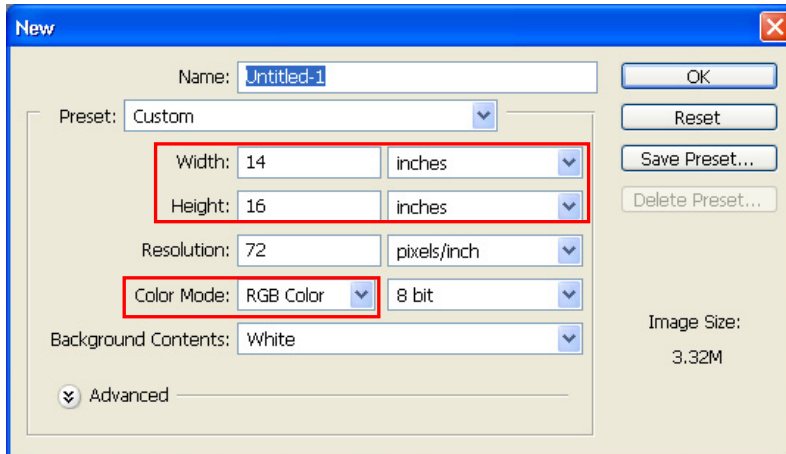 New
Name: Untitled-1
OK
Preset: Custom
Reset
Width: 14 inches
Save Preset...
Height: 16 inches
Delete Preset...
Resolution: 72 pixels/inch
Color Mode: RGB Color 8 bit
Image Size:
Background Contents: White
3.32M
Advanced